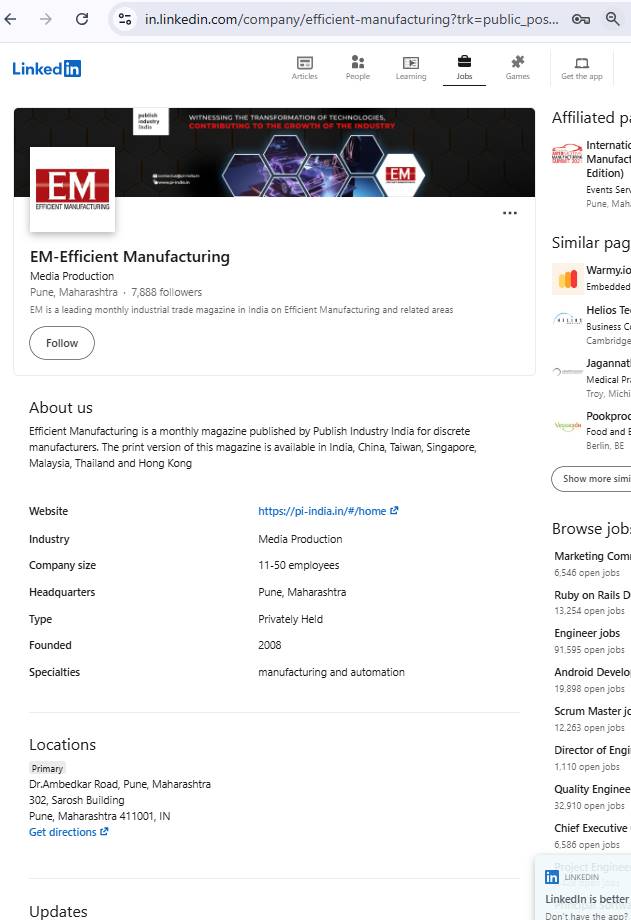 in.linkedin.com/company/efficient-manufacturing?trk=public_pos...
Linked in
Articles
People
Learning
Jobs
Games
Get the app
publish
industry
India
WITNESSING THE TRANSFORMATION OF TECHNOLOGIES,
CONTRIBUTING TO THE GROWTH OF THE INDUSTRY
EM
EM
EFFICIENT MANUFACTURING
EM-Efficient Manufacturing
Media Production
Pune, Maharashtra · 7,888 followers
EM is a leading monthly industrial trade magazine in India on Efficient Manufacturing and related areas
Follow
About us
Efficient Manufacturing is a monthly magazine published by Publish Industry India for discrete
manufacturers. The print version of this magazine is available in India, China, Taiwan, Singapore,
Malaysia, Thailand and Hong Kong
Website https://pi-india.in/#/home
Industry Media Production
Company size 11-50 employees
Headquarters Pune, Maharashtra
Type Privately Held
Founded 2008
Specialties manufacturing and automation
Locations
Primary
Dr.Ambedkar Road, Pune, Maharashtra
302, Sarosh Building
Pune, Maharashtra 411001, IN
Get directions
Updates
Affiliated pa
Internatio
Manufact
Edition)
Events Serv
Pune, Mah
Similar pag
Warmy.io
Embedded
Helios Te
Business Co
Cambridge
Jagannat
Medical Pra
Troy, Michi
Pookproo
Food and B
Berlin, BE
Show more simi
Browse jobs
Marketing Com
6,546 open jobs
Ruby on Rails D
13,254 open jobs
Engineer jobs
91,595 open jobs
Android Develo
19,898 open jobs
Scrum Master jo
12,263 open jobs
Director of Engi
1,110 open jobs
Quality Enginee
32,910 open jobs
Chief Executive
6,586 open jobs
Project Enginee
in LINKEDIN
LinkedIn is better
Don't have the app?